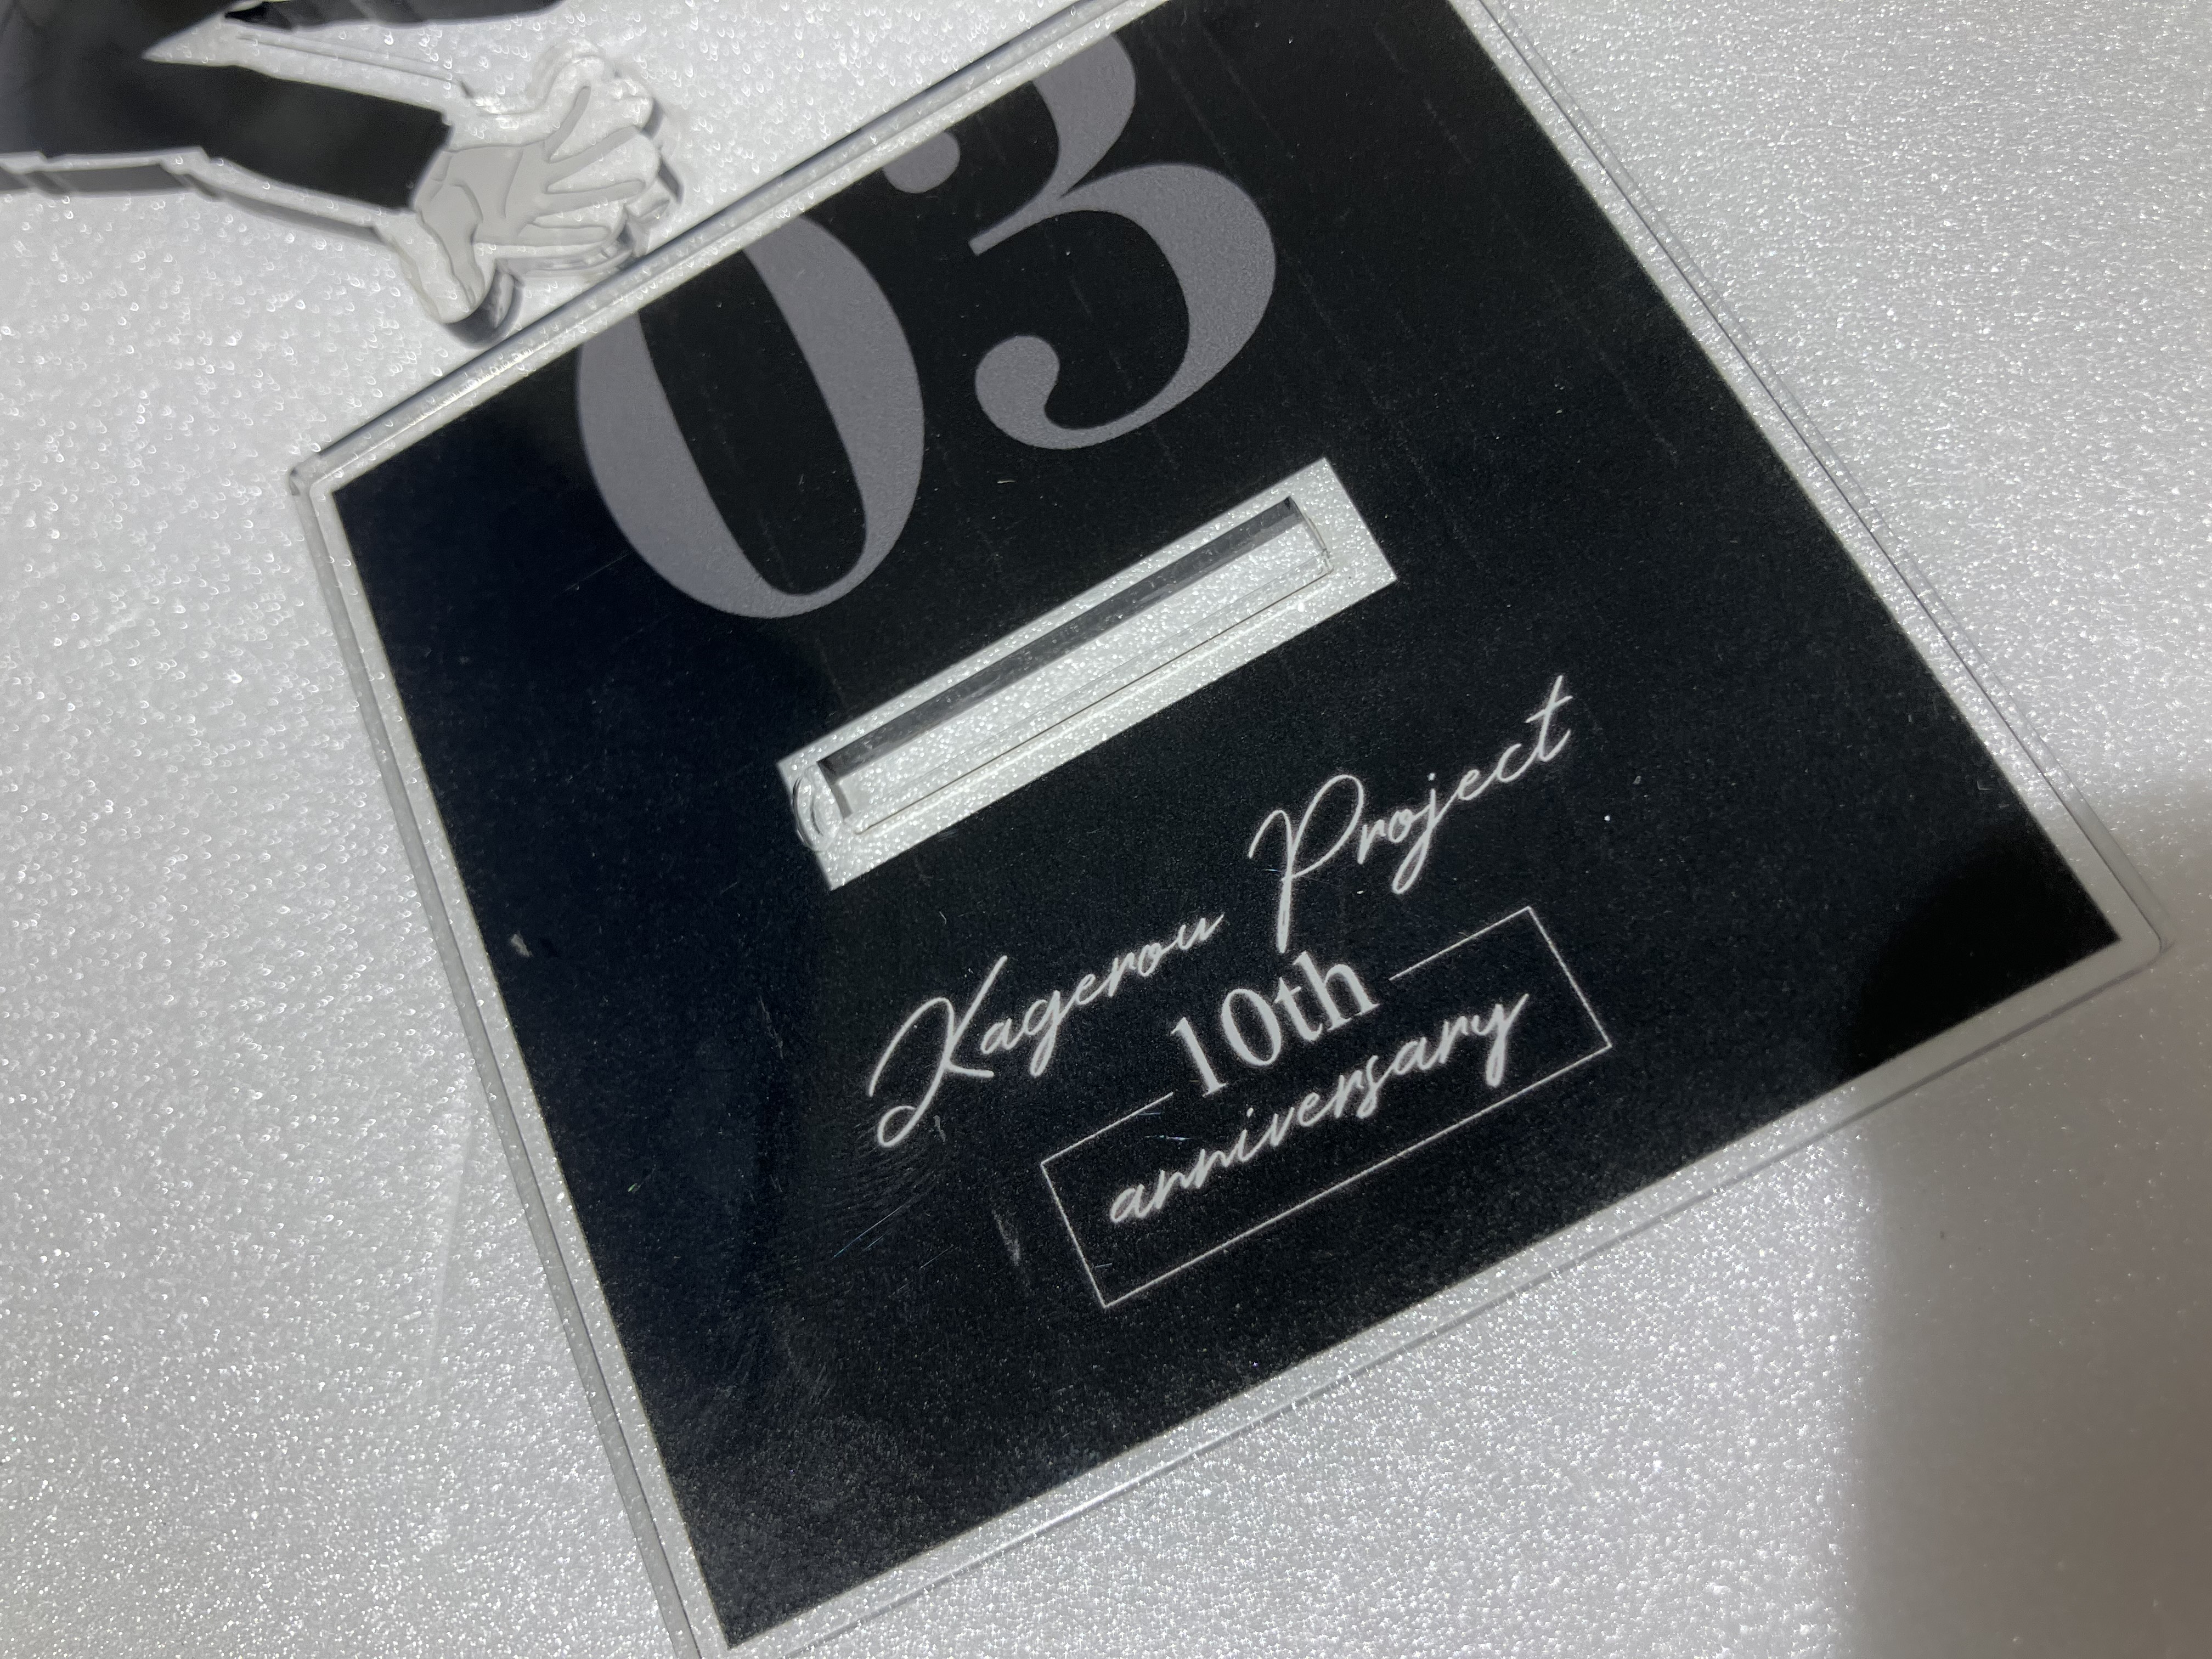 03
Kagerou Project
10th
anniversary